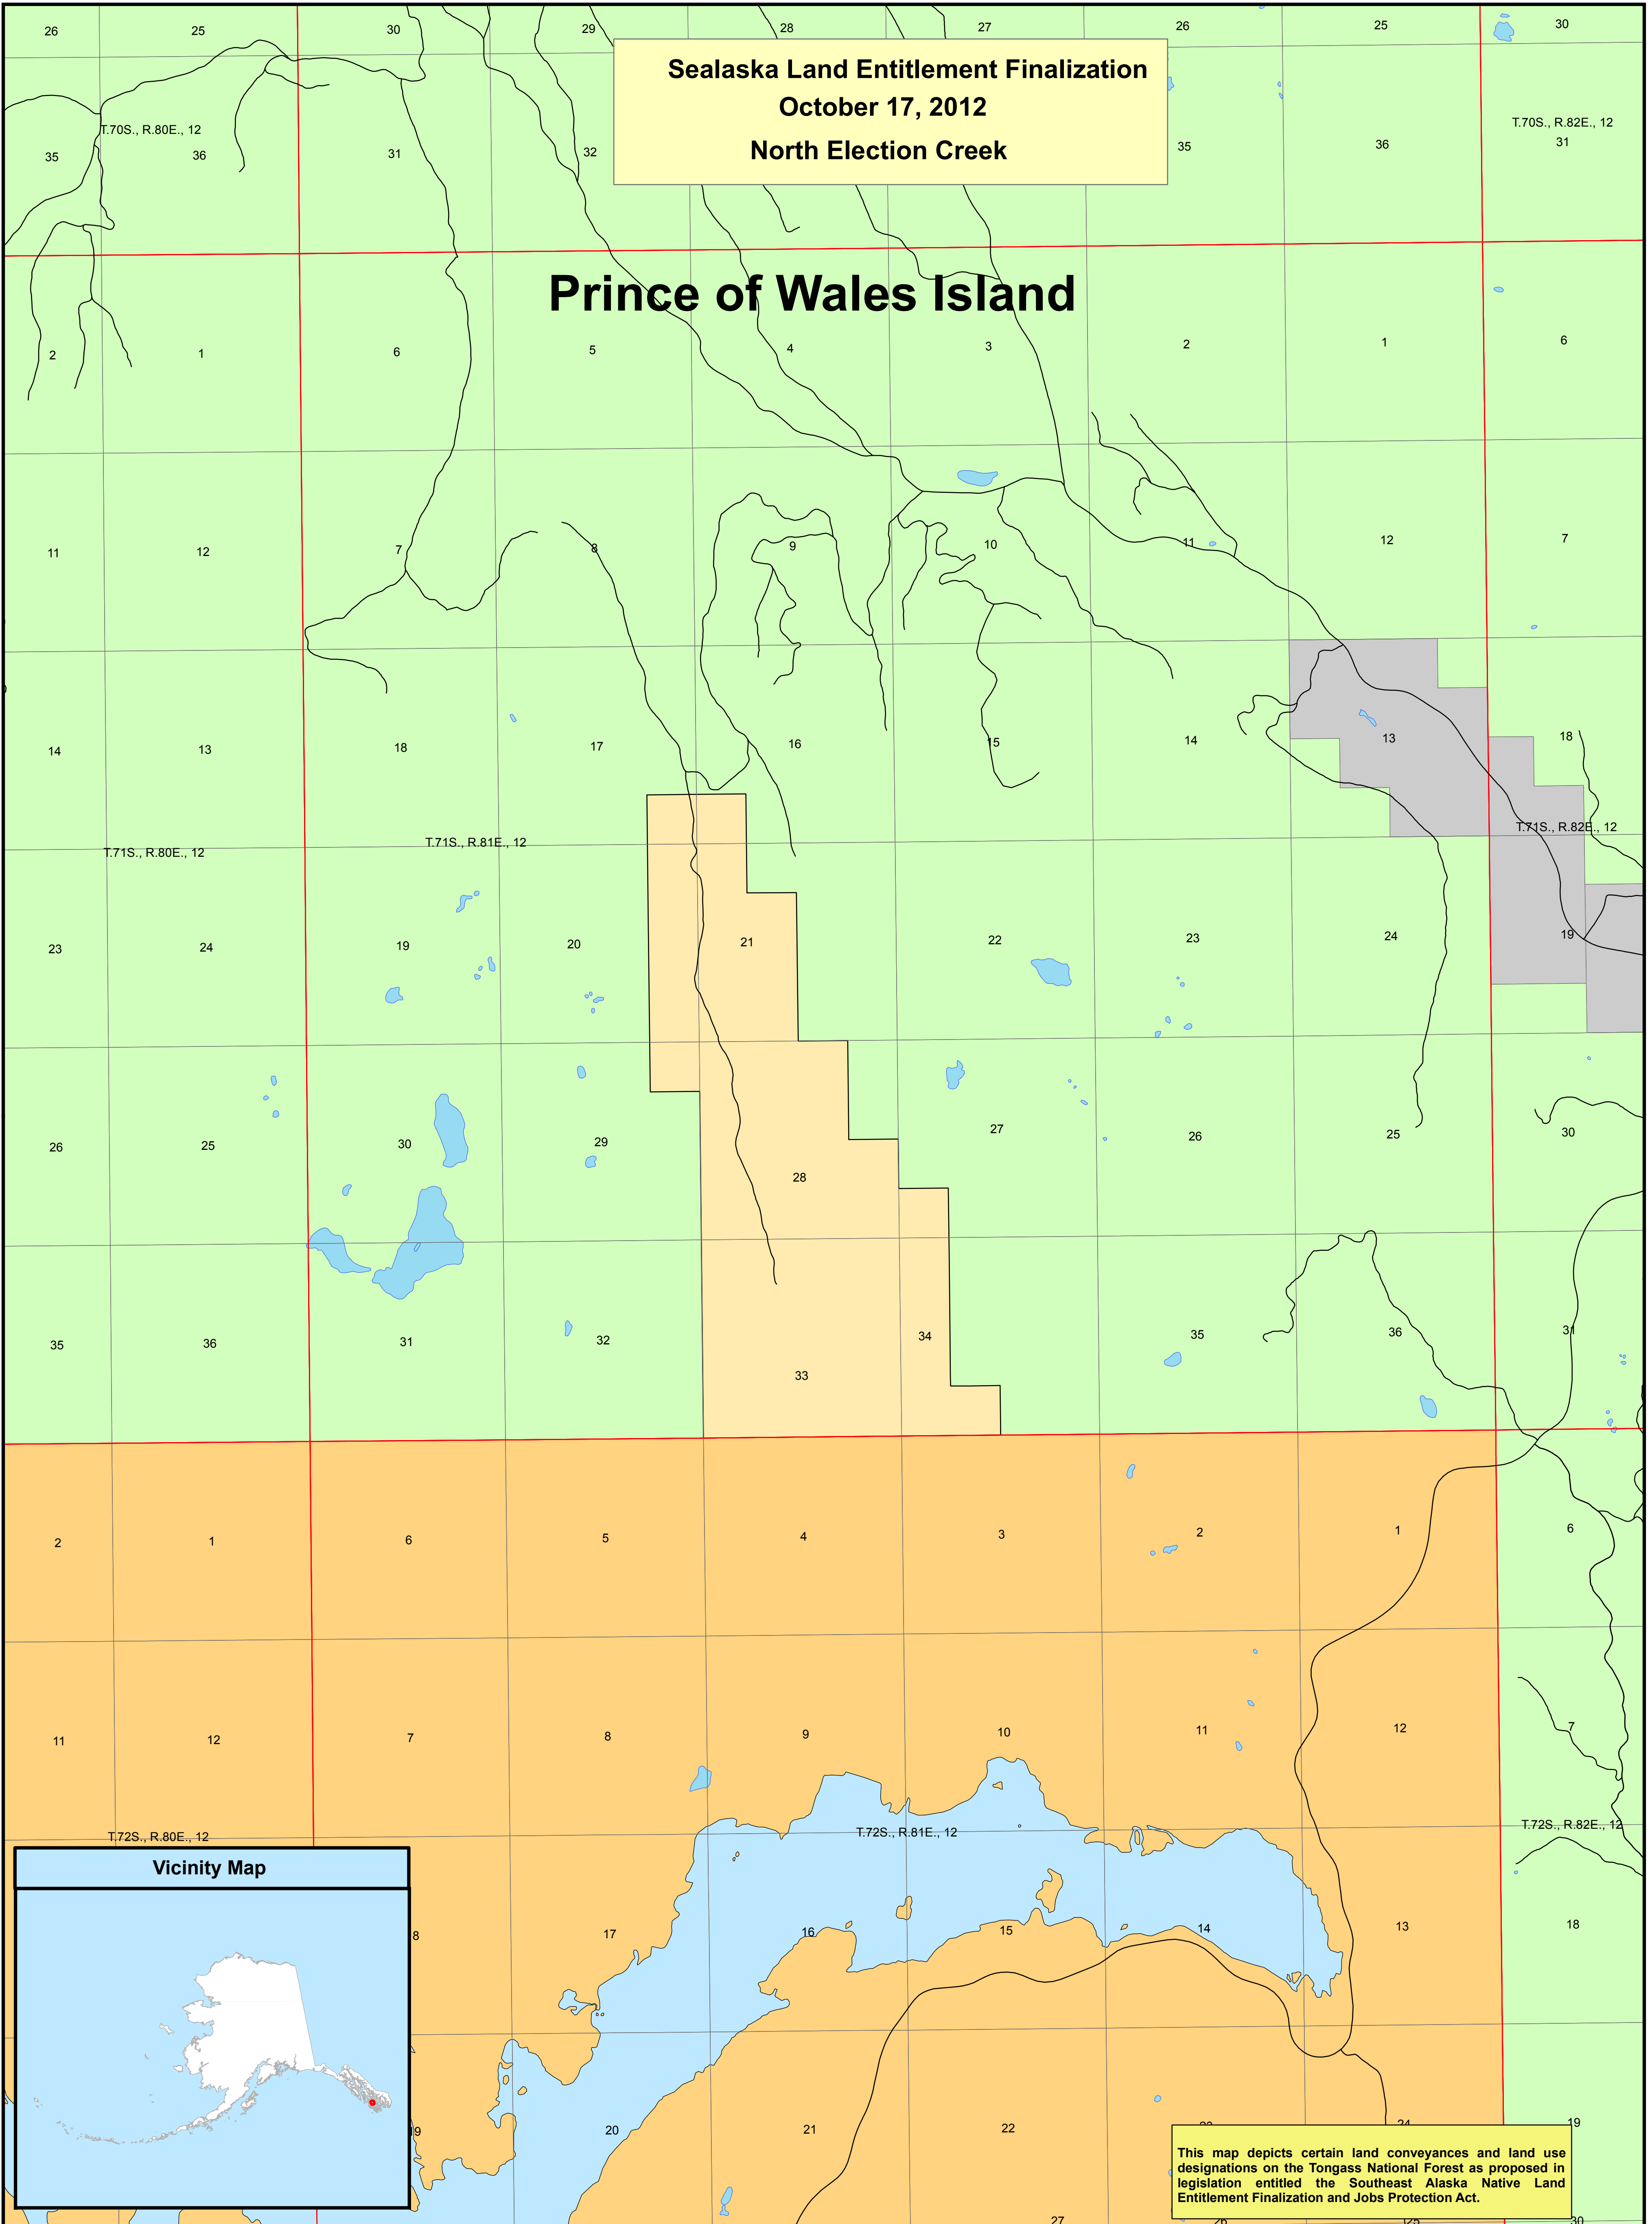 26 25 30 29 28 27 26 25 30
Sealaska Land Entitlement Finalization
October 17, 2012
North Election Creek
T.70S., R.80E., 12
T.70S., R.82E., 12
35 36 31 32 35 36 31
Prince of Wales Island
2 1 6 5 4 3 2 1 6
11 12 7 8 9 10 11 12 7
14 13 18 17 16 15 14 13 18
T.71S., R.80E., 12
T.71S., R.81E., 12
T.71S., R.82E., 12
23 24 19 20 21 22 23 24 19
26 25 30 29 28 27 26 25 30
35 36 31 32 33 34 35 36 31
2 1 6 5 4 3 2 1 6
11 12 7 8 9 10 11 12 7
T.72S., R.80E., 12
T.72S., R.81E., 12
T.72S., R.82E., 12
Vicinity Map
8 17 16 15 14 13 18
9 20 21 22 24 19
This map depicts certain land conveyances and land use
designations on the Tongass National Forest as proposed in
legislation entitled the Southeast Alaska Native Land
Entitlement Finalization and Jobs Protection Act.
27 26 25 30